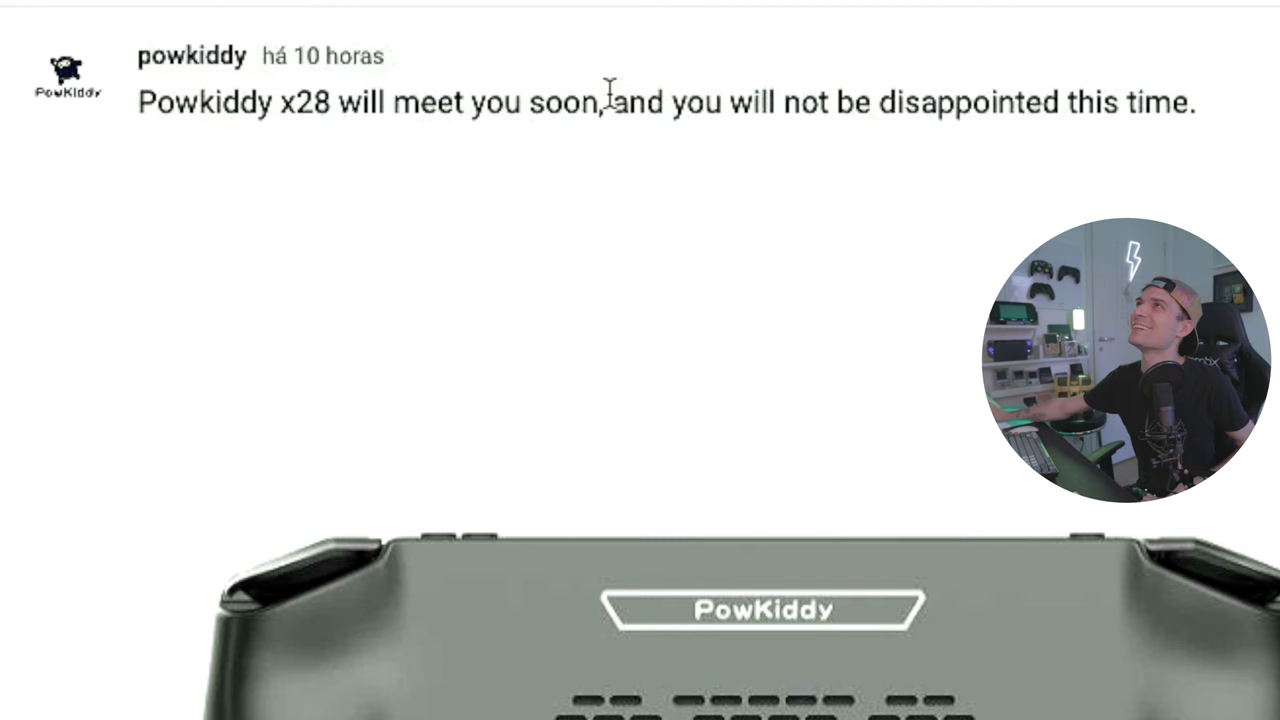 powkiddy há 10 horas
PowKiddy
Powkiddy x28 will meet you soon, and you will not be disappointed this time.
PowKiddy